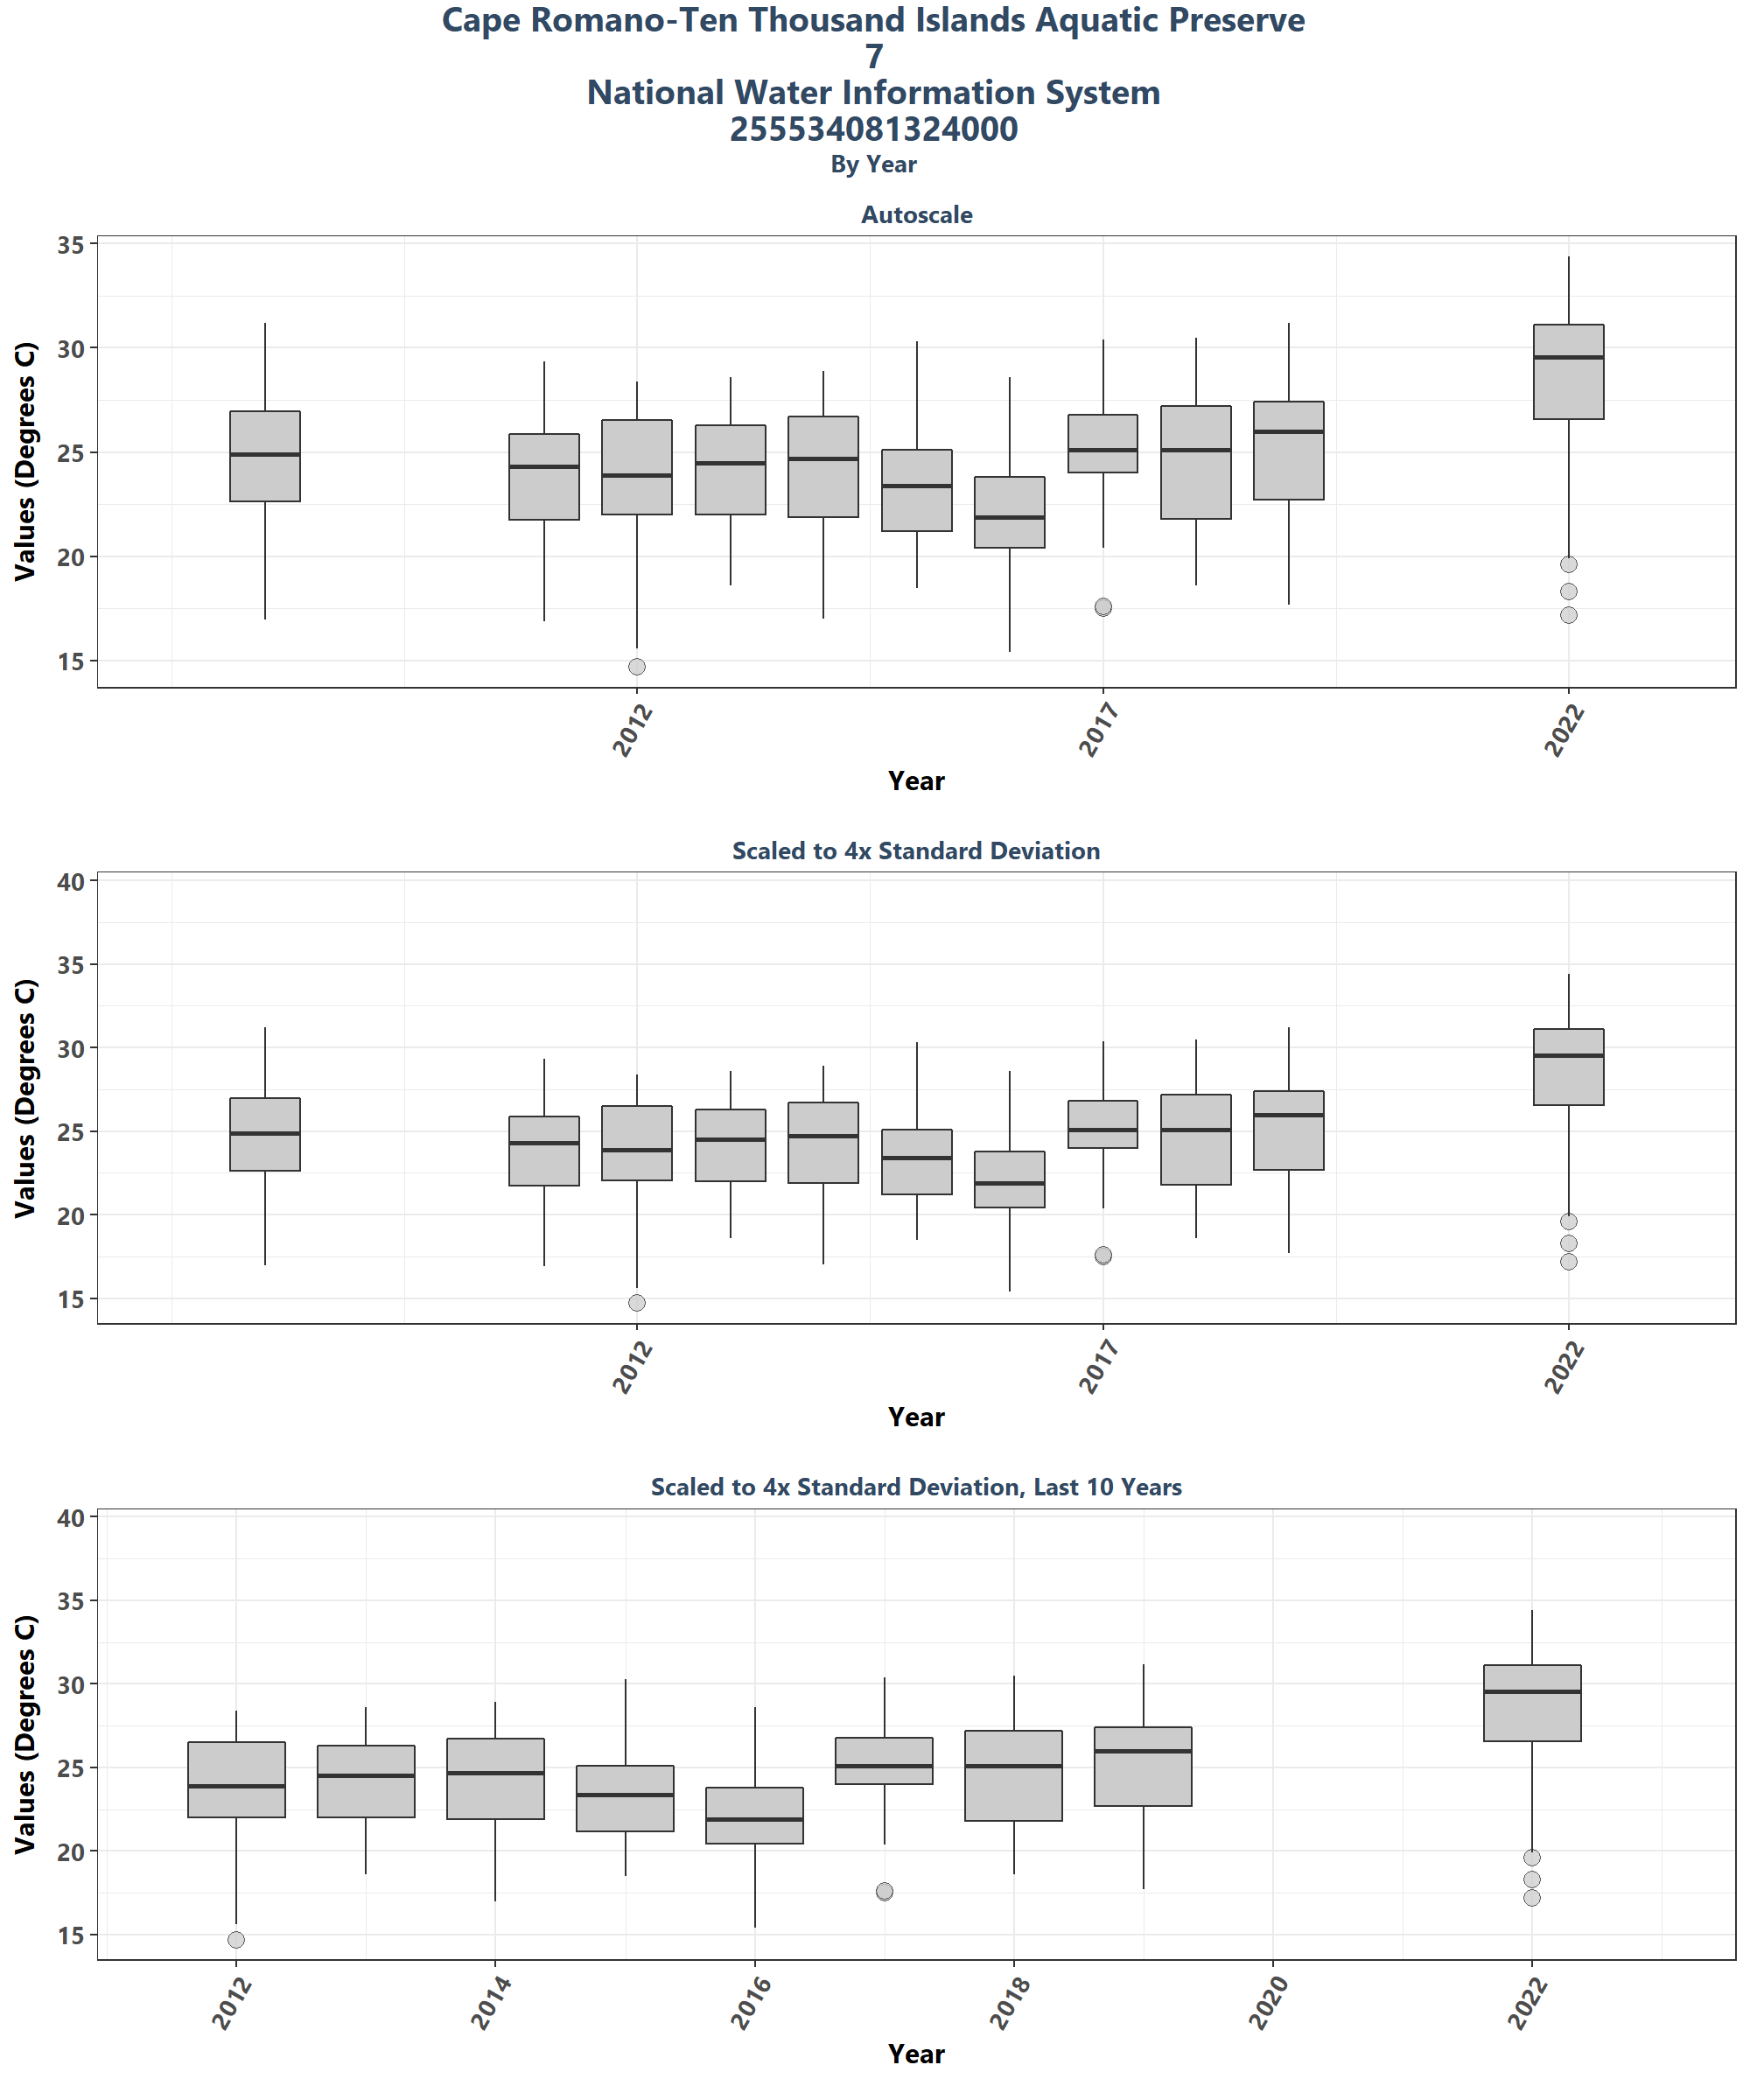 Cape Romano-Ten Thousand Islands Aquatic Preserve
7
National Water Information System
255534081324000
By Year
Autoscale
Values (Degrees C)
35
30
25
20
15
2012
2017
2022
Year
Scaled to 4x Standard Deviation
Values (Degrees C)
40
35
30
25
20
15
2012
2017
2022
Year
Scaled to 4x Standard Deviation, Last 10 Years
Values (Degrees C)
40
35
30
25
20
15
2012
2014
2016
2018
2020
2022
Year